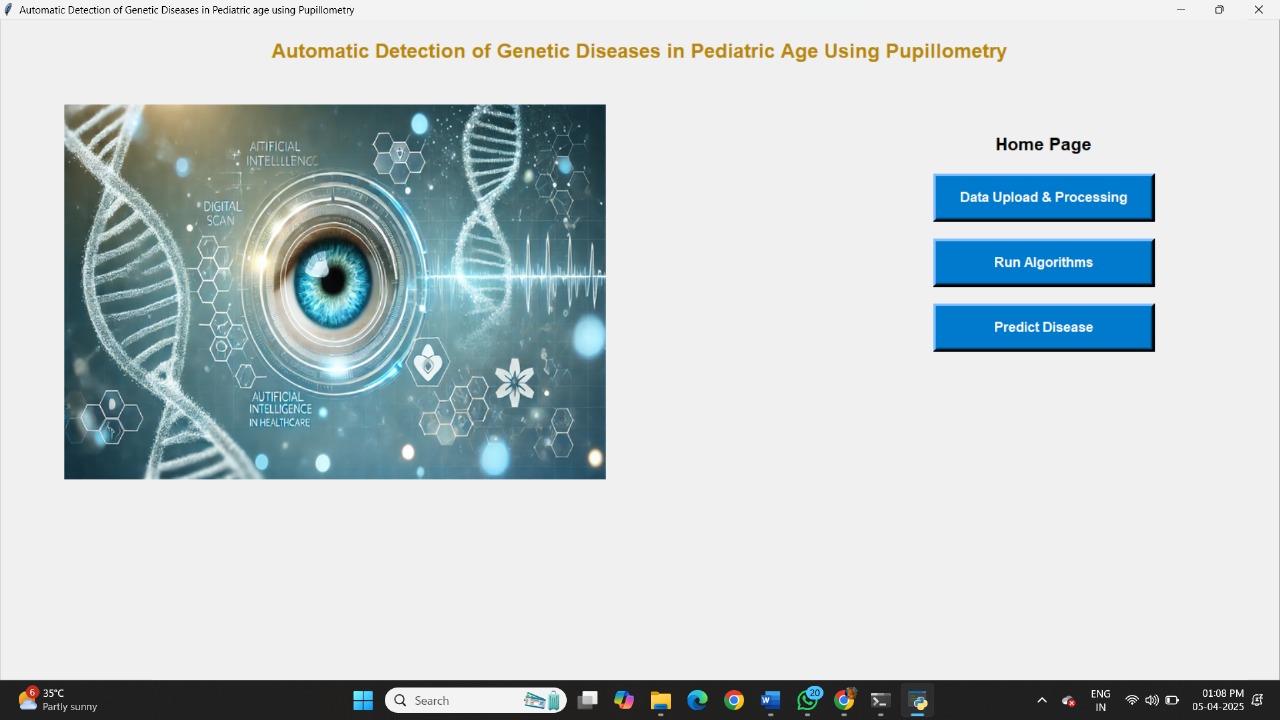 Automatic Detection of Genetic Diseases in Pediatric age using Pupillometry
Automatic Detection of Genetic Diseases in Pediatric Age Using Pupillometry
AITIFICIAL
INTELLLENCC
DIGITAL
SCAN
AUTIFICIAL
INTELLIGENCE
IN HEALTHCARE
Home Page
Data Upload & Processing
Run Algorithms
Predict Disease
6
35°C
Partly sunny
Search
20
ENG
IN
01:08 PM
05-04-2025